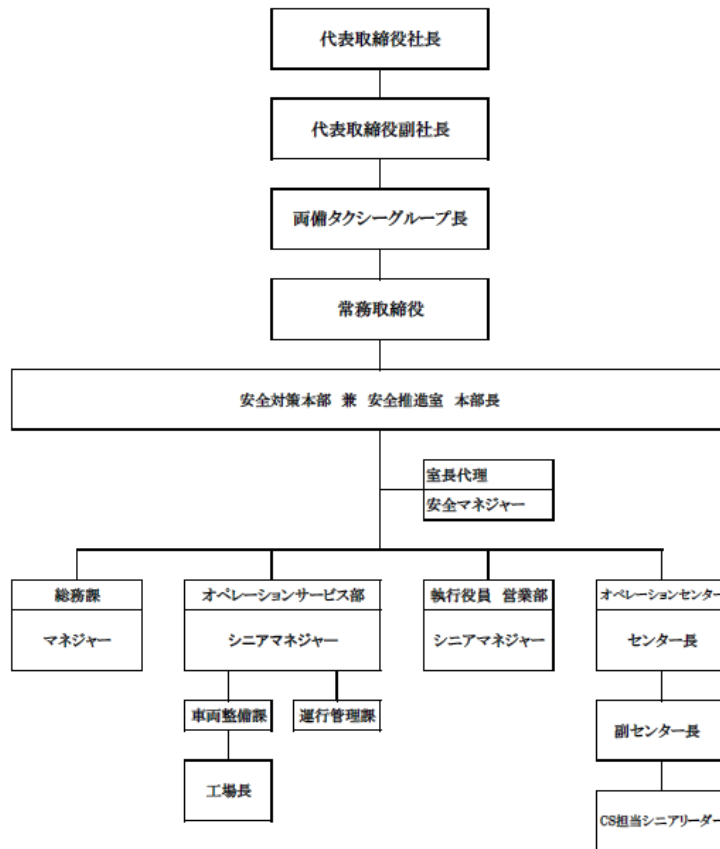 代表取締役社長
代表取締役副社長
両備タクシーグループ長
常務取締役
安全対策本部 兼 安全推進室 本部長
室長代理
安全マネジャー
総務課
マネジャー
オペレーションサービス部
シニアマネジャー
執行役員 営業部
シニアマネジャー
オペレーションセンター
センター長
車両整備課
運行管理課
副センター長
工場長
CS担当シニアリーダー